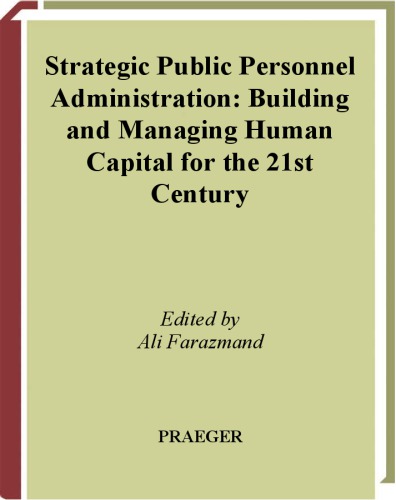 Strategic Public Personnel
Administration: Building
and Managing Human
Capital for the 21st
Century
Edited by
Ali Farazmand
PRAEGER